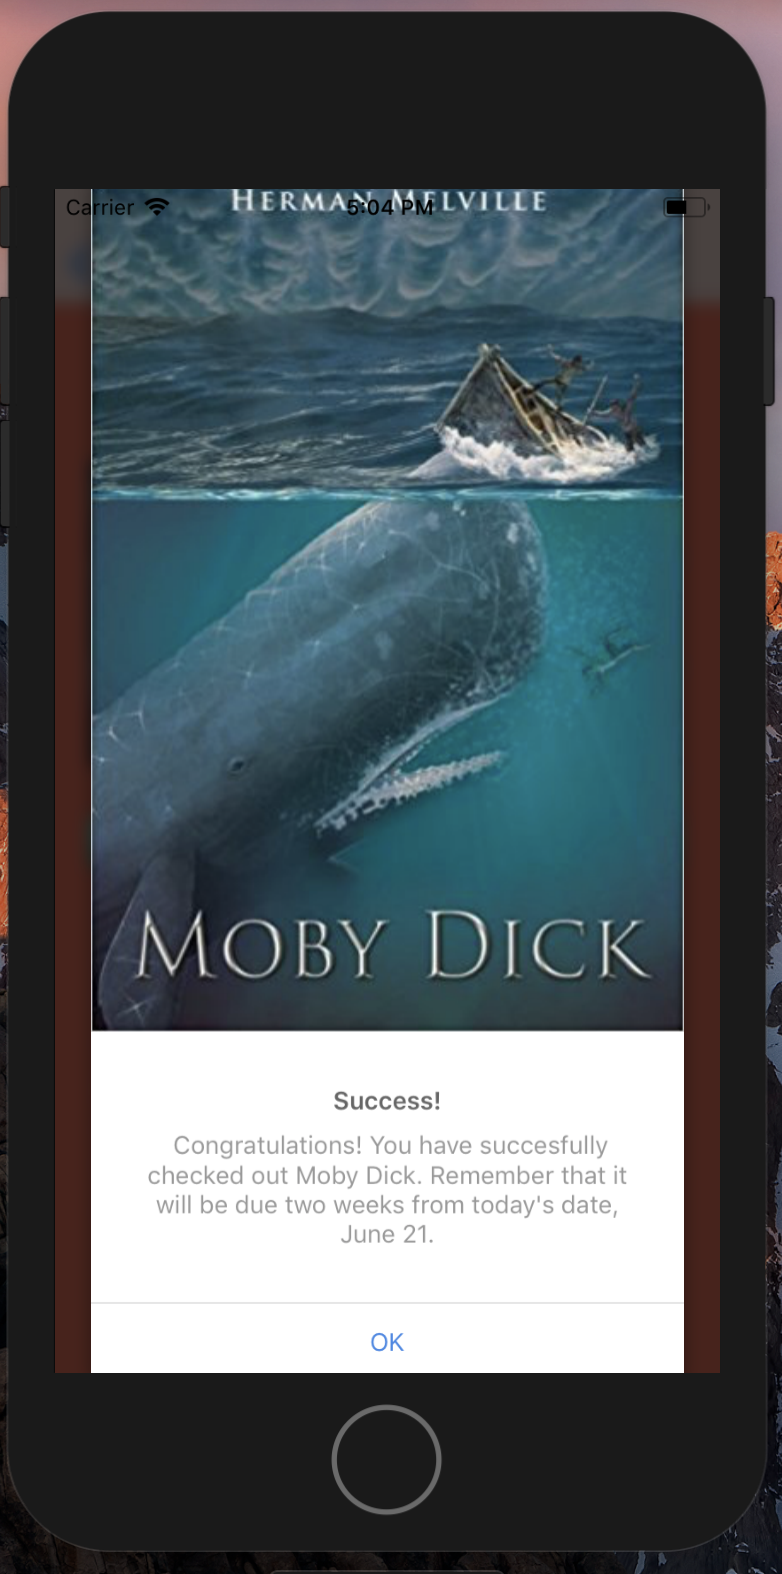 Carrier 5:04 PM
HERMAN MELVILLE
MOBY DICK
Success!
Congratulations! You have succesfully
checked out Moby Dick. Remember that it
will be due two weeks from today's date,
June 21.
OK